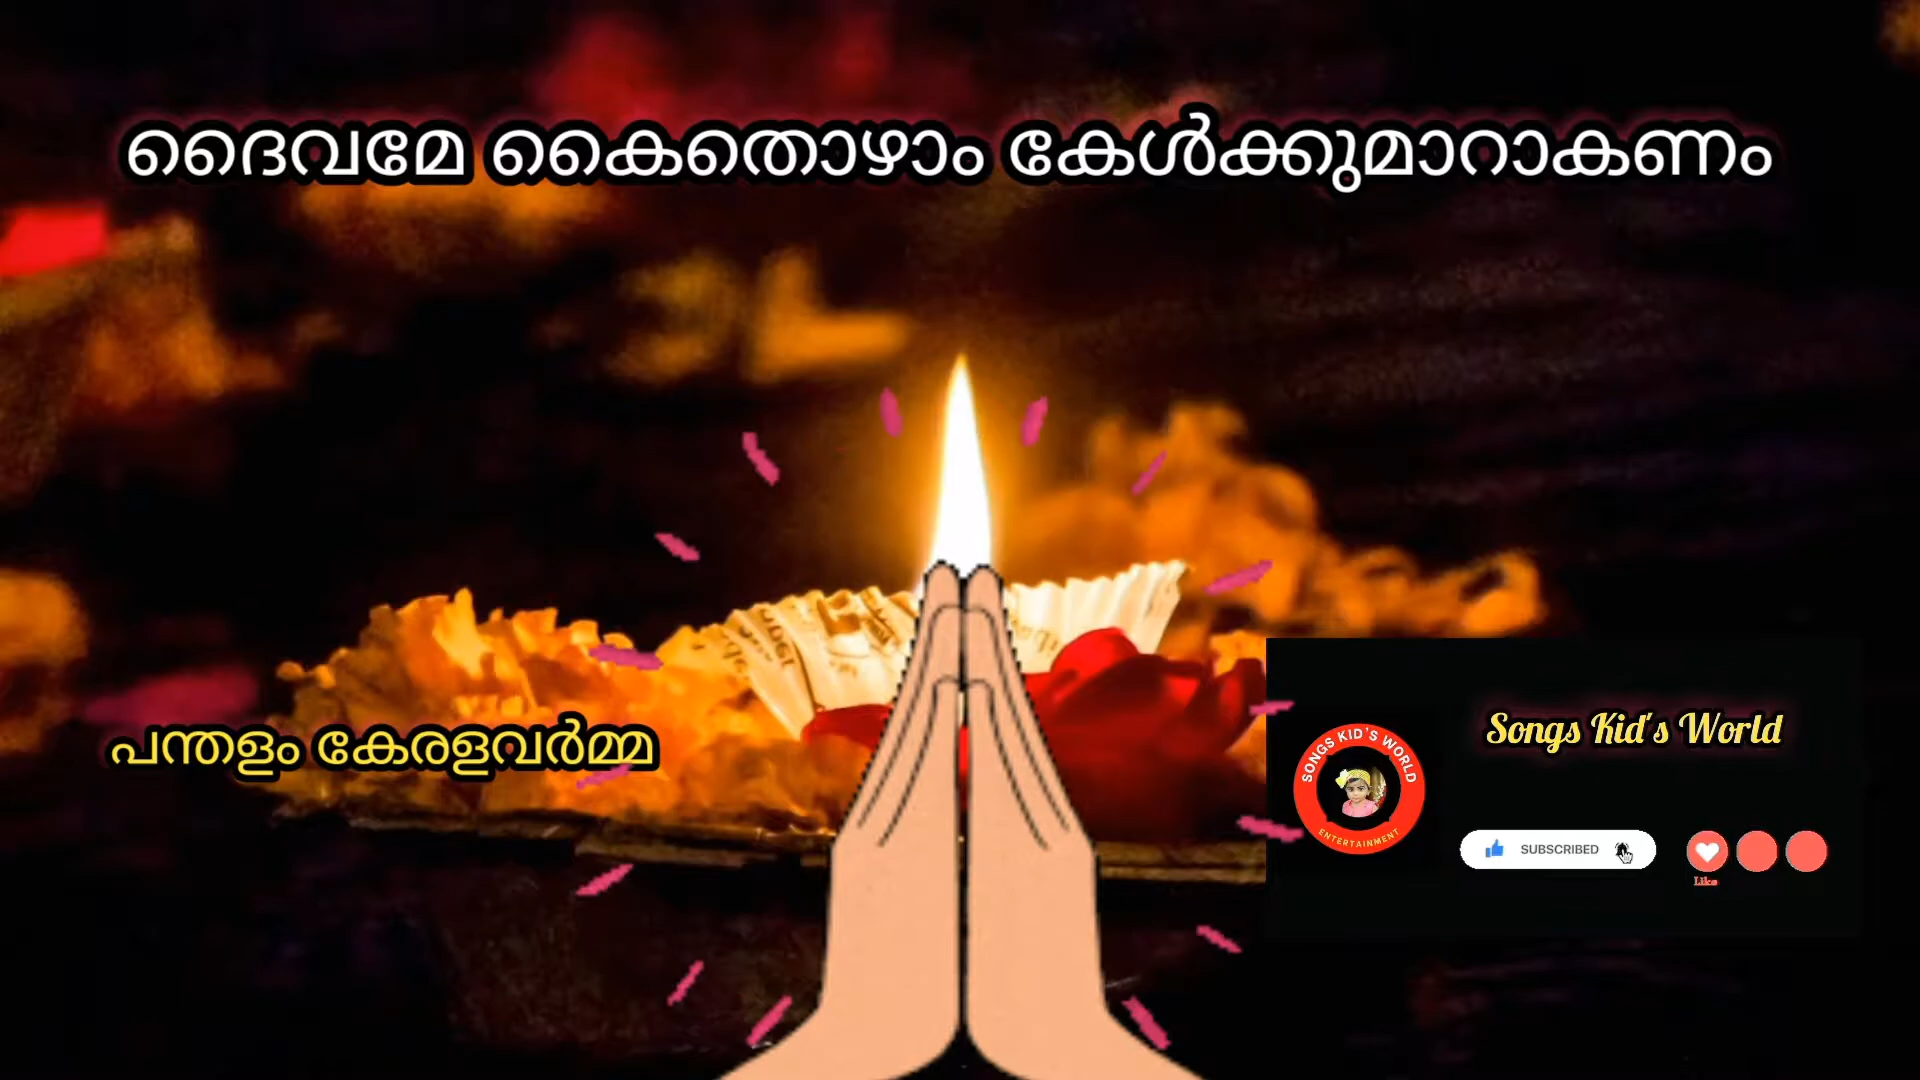 ദൈവമേ കൈതൊഴാം കേൾക്കുമാറാകണം
പന്തളം കേരളവർമ്മ
Songs Kid's World
SONGS KID'S WORLD
ENTERTAINMENT
SUBSCRIBED
Like